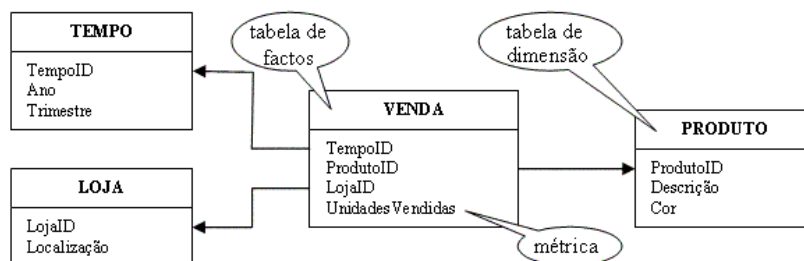 TEMPO
TempoID
Ano
Trimestre
tabela de
factos
tabela de
dimensão
VENDA
TempoID
ProdutoID
LojaID
UnidadesVendidas
PRODUTO
ProdutoID
Descrição
Cor
LOJA
LojaID
Localização
métrica